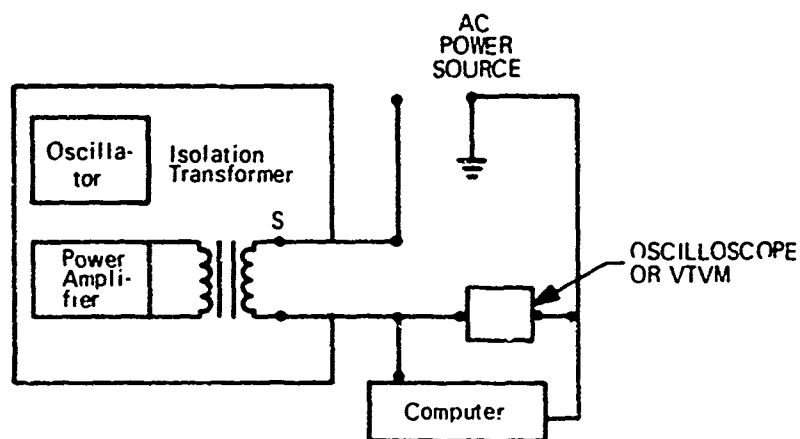 AC
POWER
SOURCE
Oscilla-
tor
Isolation
Transformer
S
Power
Ampli-
fier
OSCILLOSCOPE
OR VTVM
Computer